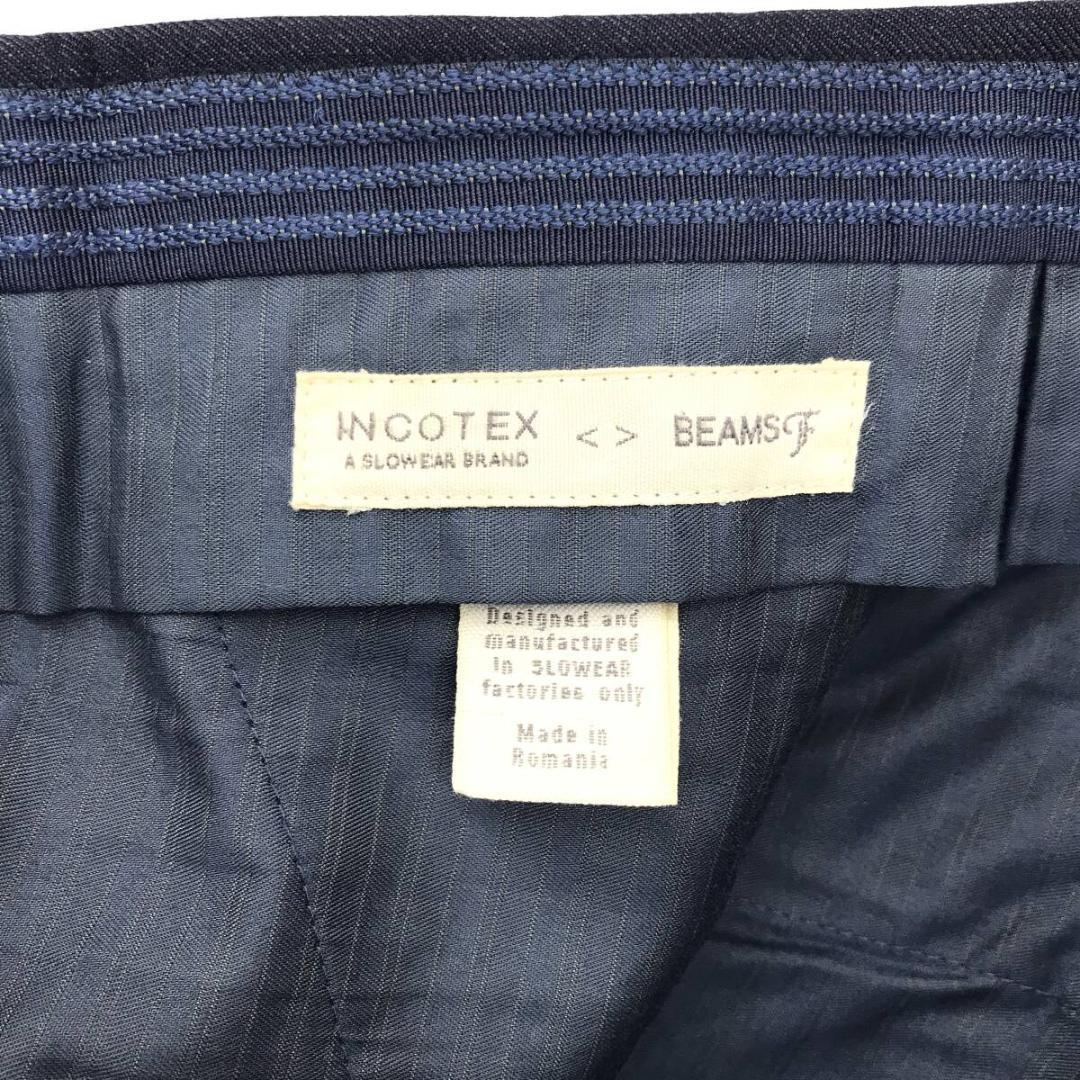 INCOTEX < > BEAMS F
A SLOWEAR BRAND
Designed and
manufactured
in SLOWEAR
factories only
Made in
Romania